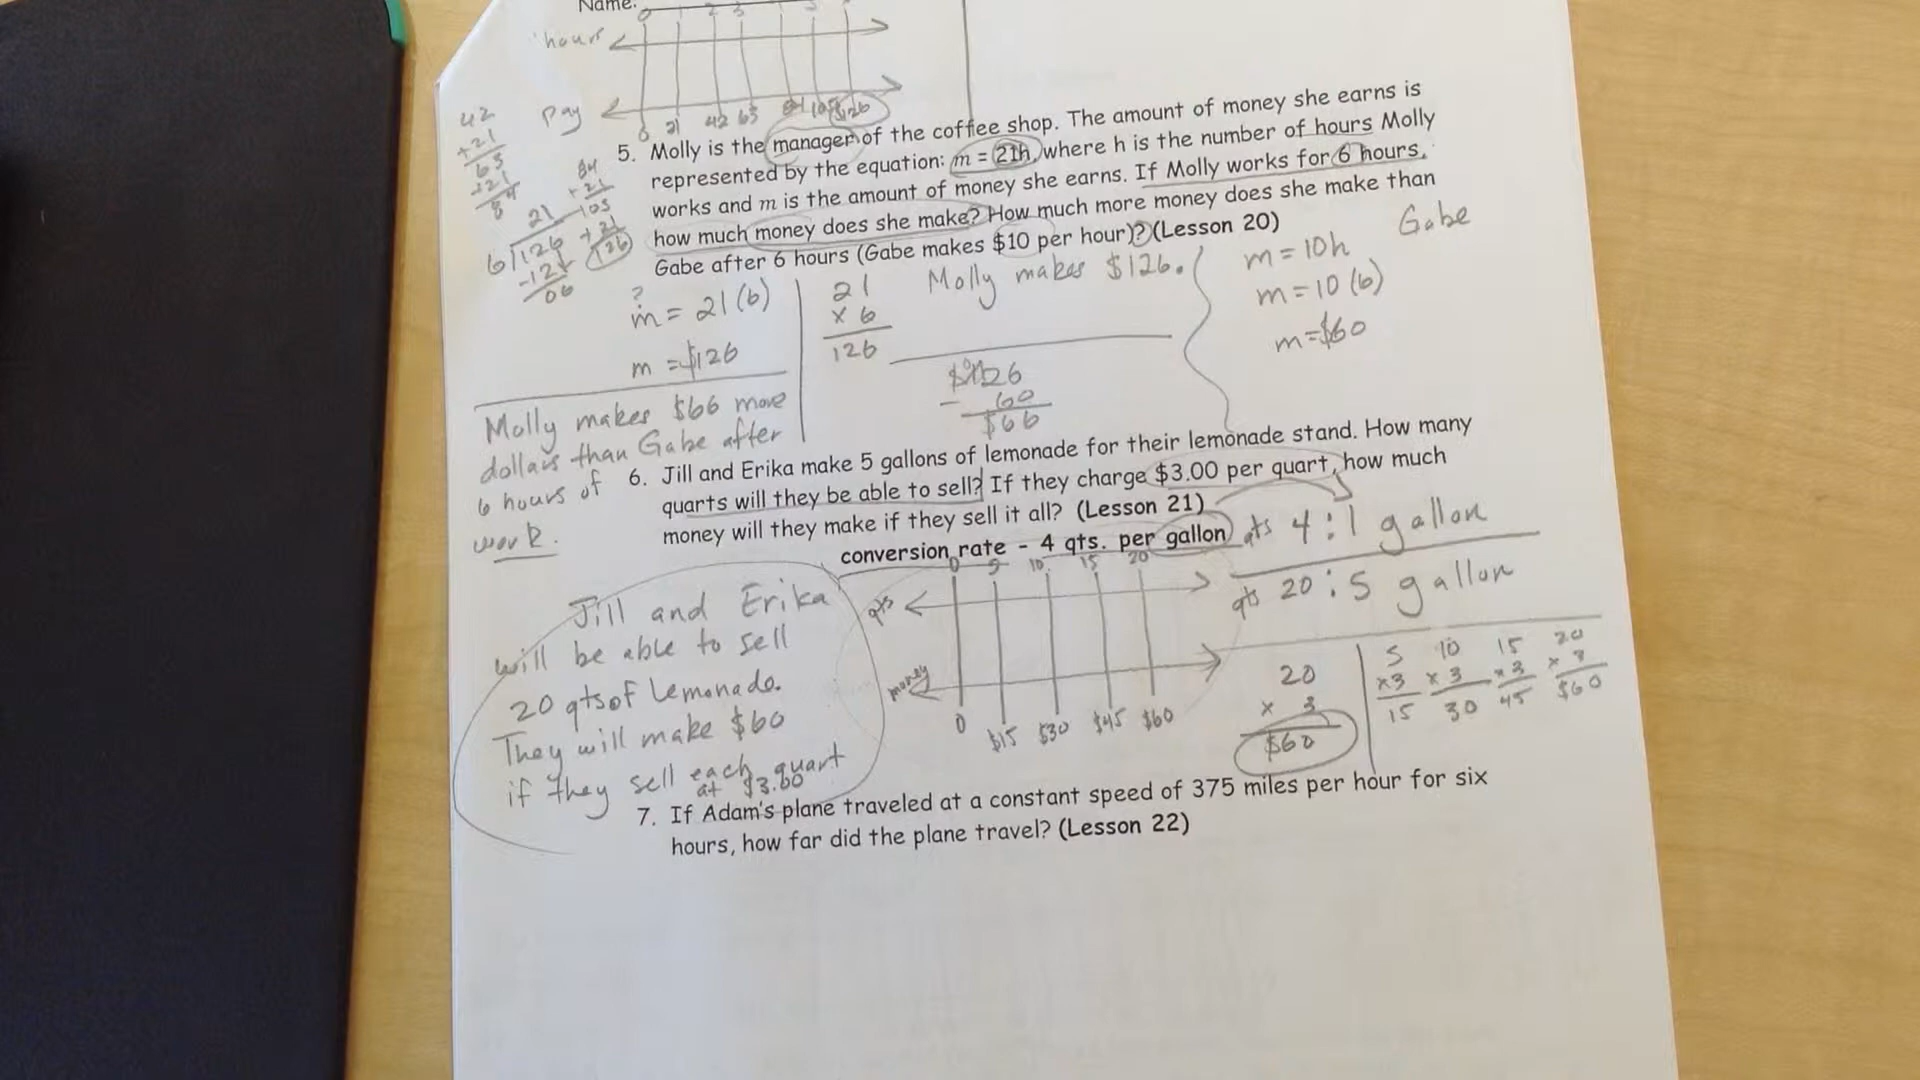 Name:
0 1 2 3
hours
pay
0 21 42 63 84 105 $126
42
+21
63
+21
84
84
+21
105
+21
126
21
6)126
-12↓
06
5. Molly is the manager of the coffee shop. The amount of money she earns is
represented by the equation: m = 21h, where h is the number of hours Molly
works and m is the amount of money she earns. If Molly works for 6 hours,
how much money does she make? How much more money does she make than
Gabe after 6 hours (Gabe makes $10 per hour)? (Lesson 20)
?
m = 21(6)
m = $126
21
x 6
126
Molly makes $126.
Gabe
m = 10h
m = 10(6)
m = $60
$126
- 60
$66
Molly makes $66 more
dollars than Gabe after
6 hours of
work.
6. Jill and Erika make 5 gallons of lemonade for their lemonade stand. How many
quarts will they be able to sell? If they charge $3.00 per quart, how much
money will they make if they sell it all? (Lesson 21)
conversion rate - 4 qts. per gallon
qts 4:1 gallon
qts 20:5 gallon
0 5 10 15 20
qts
money
0 $15 $30 $45 $60
20
x 3
$60
5
x3
15
10
x 3
30
15
x3
45
20
x 3
$60
Jill and Erika
will be able to sell
20 qts of Lemonade.
They will make $60
if they sell each quart
at $3.00
7. If Adam's plane traveled at a constant speed of 375 miles per hour for six
hours, how far did the plane travel? (Lesson 22)